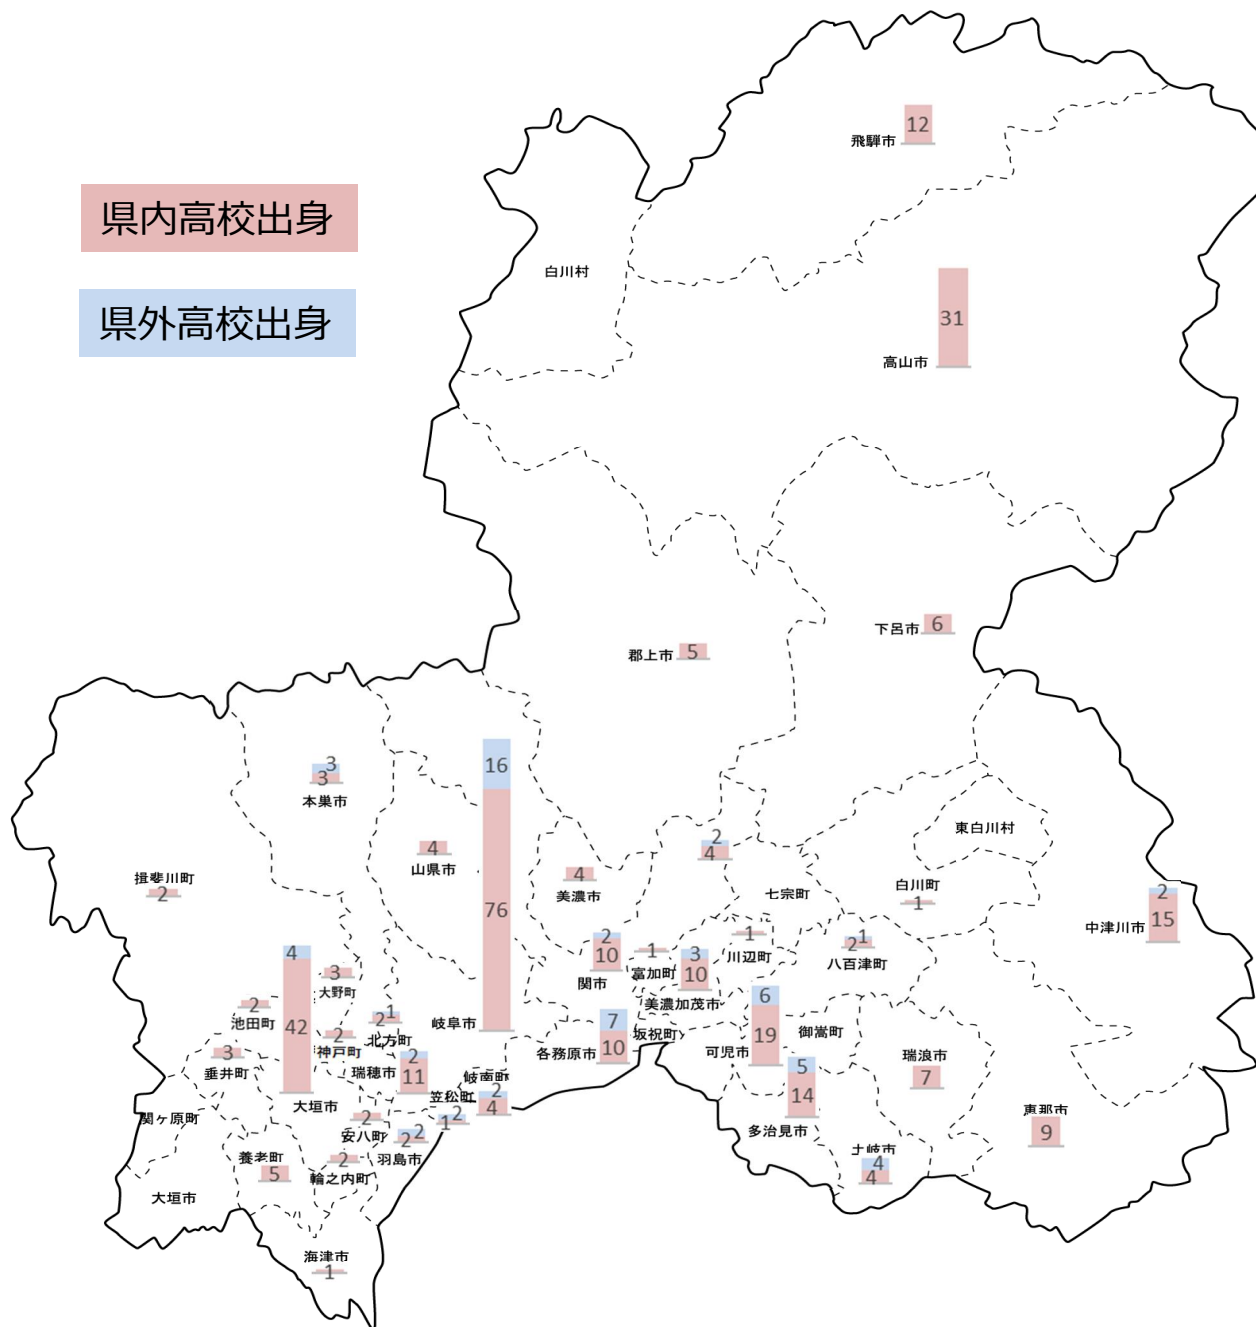 県内高校出身
県外高校出身
飛騨市
12
白川村
高山市
31
下呂市
6
郡上市
5
本巣市
3
3
山県市
4
16
76
岐阜市
美濃市
4
2
4
東白川村
七宗町
白川町
1
中津川市
2
15
揖斐川町
2
関市
2
10
富加町
1
美濃加茂市
3
10
川辺町
1
八百津町
1
2
大野町
3
池田町
2
4
42
大垣市
神戸町
2
北方町
1
2
垂井町
3
瑞穂市
2
11
各務原市
7
10
坂祝町
可児市
6
19
御嵩町
瑞浪市
7
岐南町
2
4
笠松町
2
1
多治見市
5
14
恵那市
9
土岐市
4
4
関ヶ原町
安八町
2
羽島市
2
2
養老町
5
輪之内町
2
大垣市
海津市
1